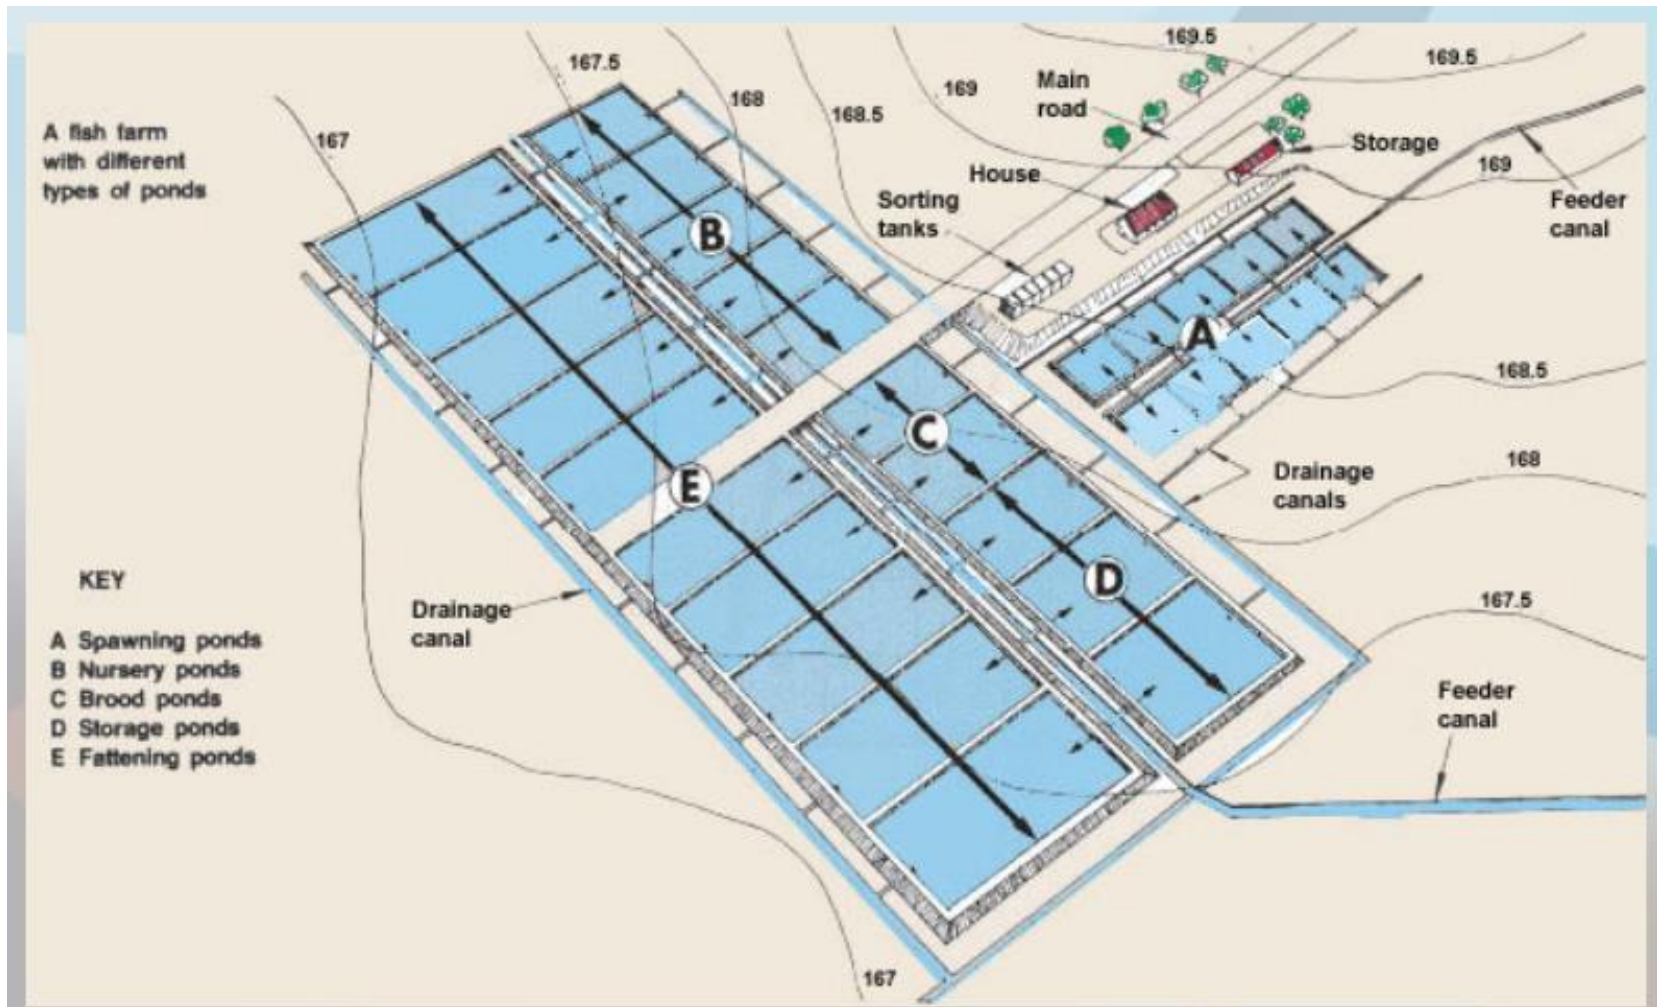 169.5
167.5
Main
road
169.5
169
168
168.5
A fish farm
with different
types of ponds
167
Storage
House
169
Sorting
tanks
Feeder
canal
B
A
168.5
C
168
Drainage
canals
E
D
KEY
Drainage
canal
167.5
A Spawning ponds
B Nursery ponds
C Brood ponds
D Storage ponds
E Fattening ponds
Feeder
canal
167